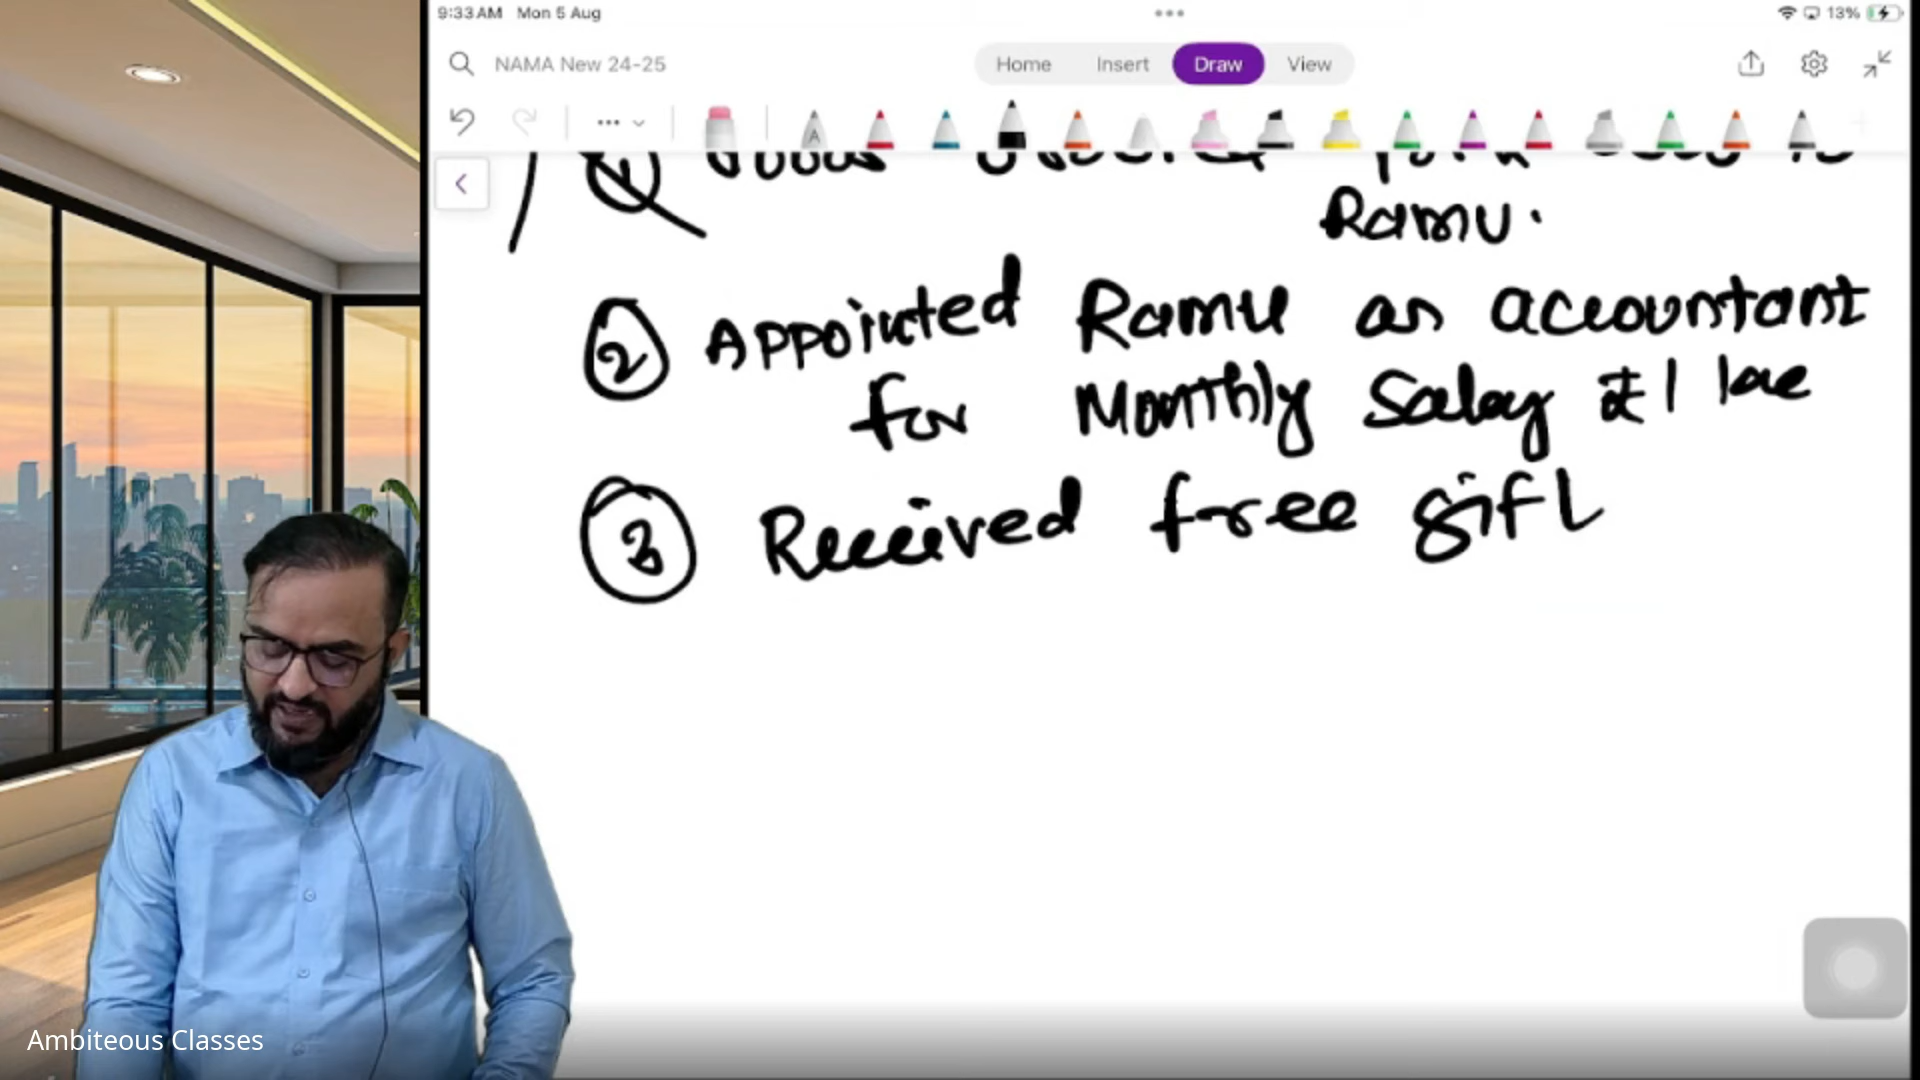 9:33 AM Mon 5 Aug
13%
NAMA New 24-25
Home Insert Draw View
A
Ramu.
② Appointed Ramu as accountant
for Monthly Salay ₹1 lac
③ Received free gift
Ambiteous Classes